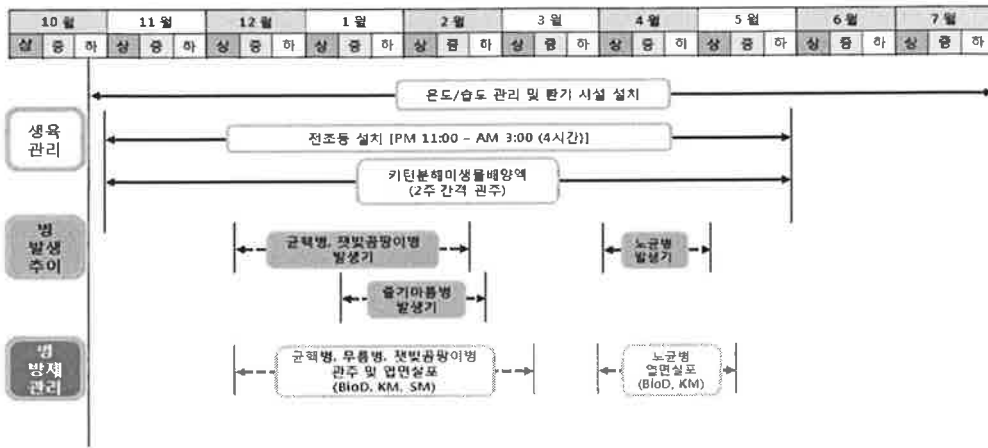 10월 11월 12월 1월 2월 3월 4월 5월 6월 7월
상 중 하 상 중 하 상 중 하 상 중 하 상 중 하 상 중 하 상 중 하 상 중 하 상 중 하 상 중 하
온도/습도 관리 및 환기 시설 설치
생육
관리
전조등 설치 [PM 11:00 – AM 3:00 (4시간)]
키틴분해미생물배양액
(2주 간격 관주)
병
발생
추이
균핵병, 잿빛곰팡이병
발생기
노균병
발생기
줄기마름병
발생기
병
방제
관리
균핵병, 무름병, 잿빛곰팡이병
관주 및 엽면살포
(BioD, KM, SM)
노균병
엽면살포
(BioD, KM)